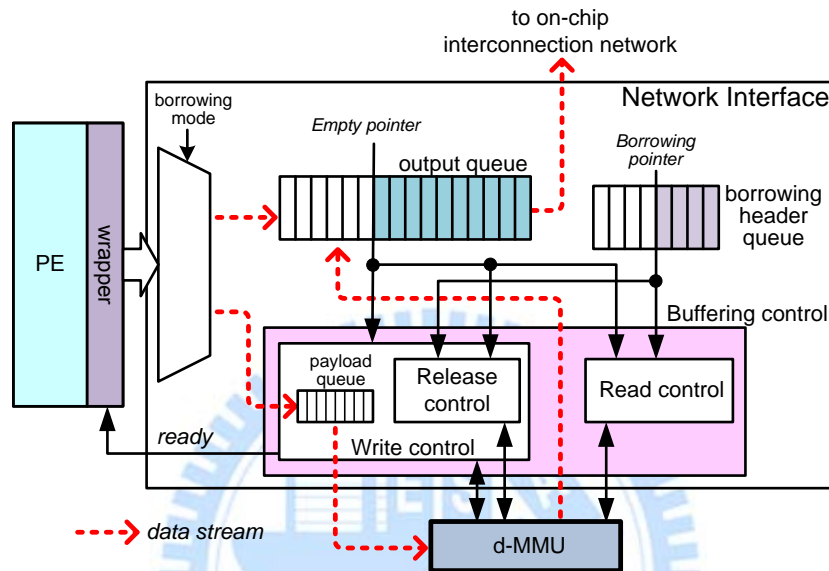 to on-chip
interconnection network
Network Interface
borrowing
mode
Empty pointer
Borrowing
pointer
output queue
borrowing
header
queue
PE
wrapper
Buffering control
payload
queue
Release
control
Read control
Write control
ready
data stream
d-MMU